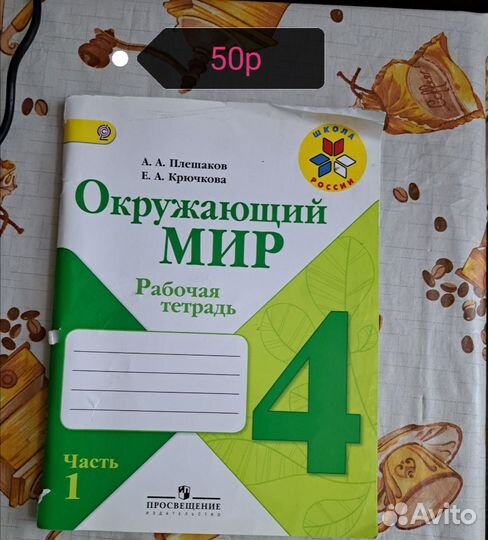 50р
А. А. Плешаков
Е. А. Крючкова
ШКОЛА
РОССИИ
Окружающий
МИР
Рабочая
тетрадь
4
Часть
1
ПРОСВЕЩЕНИЕ
ИЗДАТЕЛЬСТВО
Avito